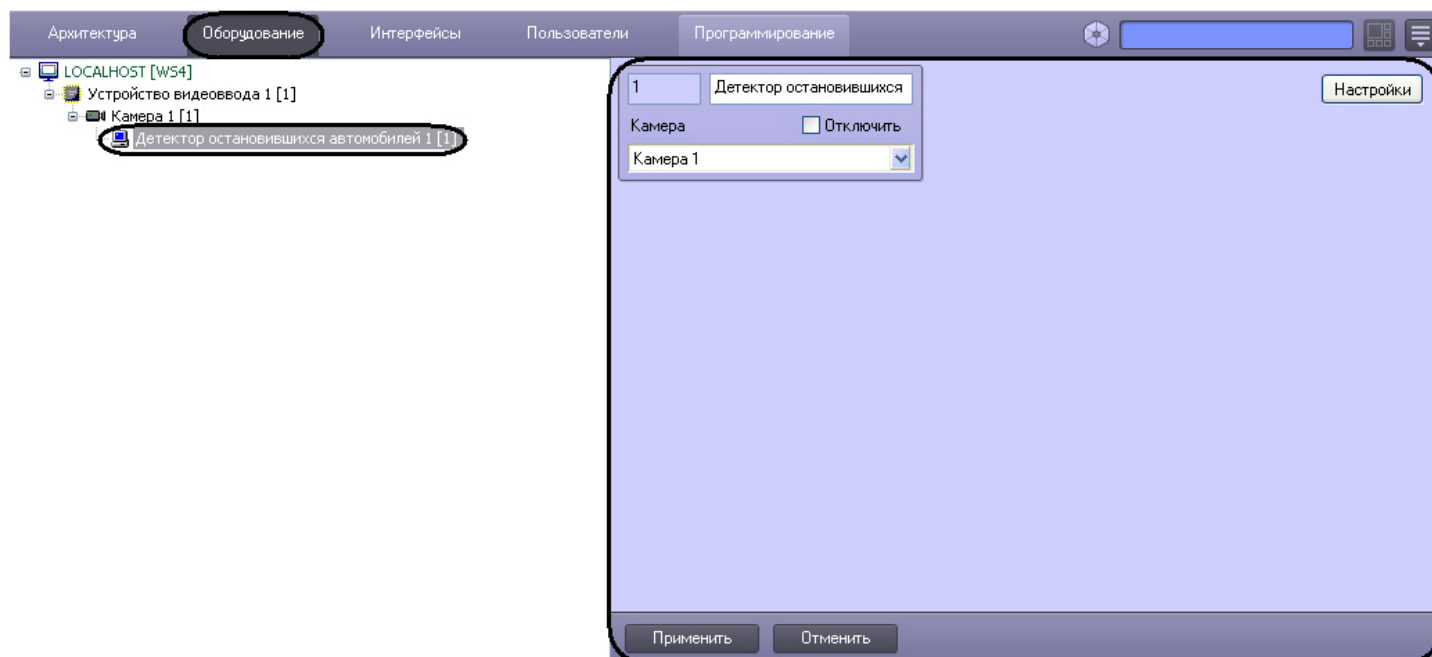 Архитектура Оборудование Интерфейсы Пользователи Программирование
LOCALHOST [WS4]
Устройство видеоввода 1 [1]
Камера 1 [1]
Детектор остановившихся автомобилей 1 [1]
1 Детектор остановившихся
Настройки
Камера Отключить
Камера 1
Применить Отменить